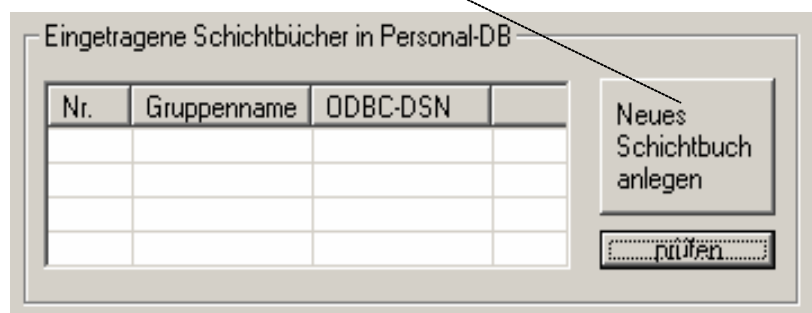 Eingetragene Schichtbücher in Personal-DB
Nr. Gruppenname ODBC-DSN
Neues
Schichtbuch
anlegen
prüfen